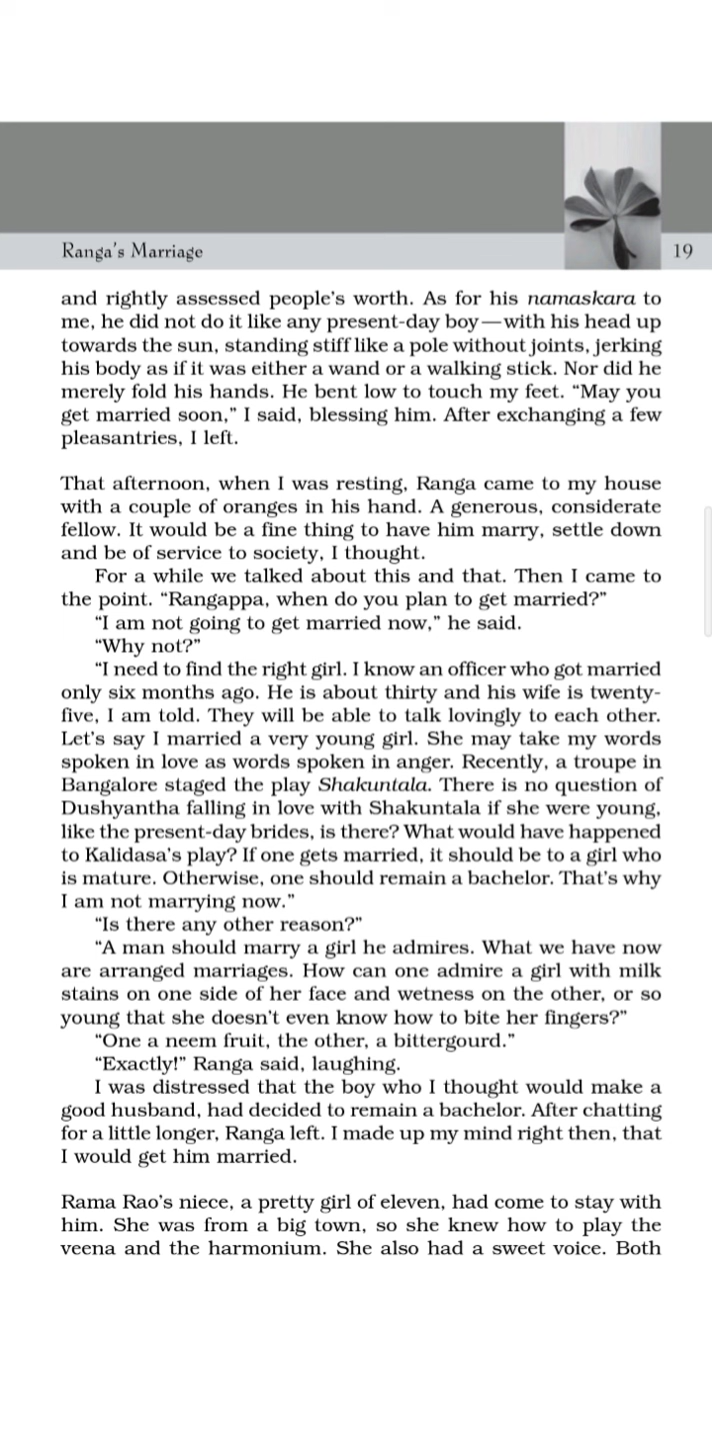 Ranga's Marriage
19
and rightly assessed people's worth. As for his namaskara to
me, he did not do it like any present-day boy—with his head up
towards the sun, standing stiff like a pole without joints, jerking
his body as if it was either a wand or a walking stick. Nor did he
merely fold his hands. He bent low to touch my feet. “May you
get married soon,” I said, blessing him. After exchanging a few
pleasantries, I left.
That afternoon, when I was resting, Ranga came to my house
with a couple of oranges in his hand. A generous, considerate
fellow. It would be a fine thing to have him marry, settle down
and be of service to society, I thought.
For a while we talked about this and that. Then I came to
the point. “Rangappa, when do you plan to get married?”
“I am not going to get married now,” he said.
“Why not?”
“I need to find the right girl. I know an officer who got married
only six months ago. He is about thirty and his wife is twenty-
five, I am told. They will be able to talk lovingly to each other.
Let's say I married a very young girl. She may take my words
spoken in love as words spoken in anger. Recently, a troupe in
Bangalore staged the play Shakuntala. There is no question of
Dushyantha falling in love with Shakuntala if she were young,
like the present-day brides, is there? What would have happened
to Kalidasa's play? If one gets married, it should be to a girl who
is mature. Otherwise, one should remain a bachelor. That's why
I am not marrying now.”
“Is there any other reason?”
“A man should marry a girl he admires. What we have now
are arranged marriages. How can one admire a girl with milk
stains on one side of her face and wetness on the other, or so
young that she doesn't even know how to bite her fingers?”
“One a neem fruit, the other, a bittergourd.”
“Exactly!” Ranga said, laughing.
I was distressed that the boy who I thought would make a
good husband, had decided to remain a bachelor. After chatting
for a little longer, Ranga left. I made up my mind right then, that
I would get him married.
Rama Rao's niece, a pretty girl of eleven, had come to stay with
him. She was from a big town, so she knew how to play the
veena and the harmonium. She also had a sweet voice. Both